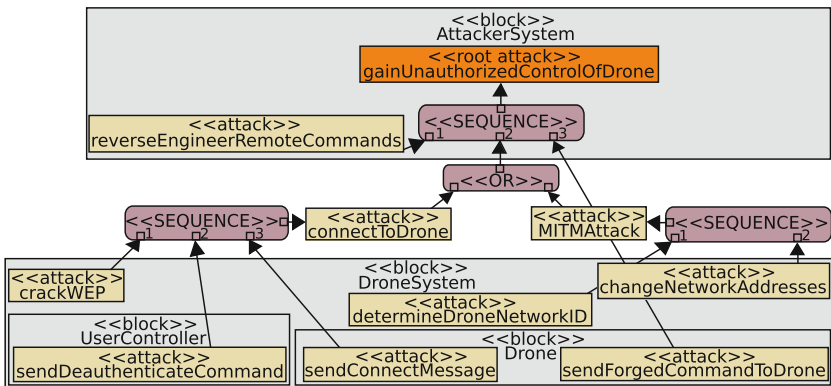 <<block>>
AttackerSystem
<<root attack>>
gainUnauthorizedControlOfDrone
<<attack>>
reverseEngineerRemoteCommands
<<SEQUENCE>>
1 2 3
<<OR>>
<<SEQUENCE>>
1 2 3
<<attack>>
connectToDrone
<<attack>>
MITMAttack
<<SEQUENCE>>
1 2
<<block>>
DroneSystem
<<attack>>
crackWEP
<<attack>>
changeNetworkAddresses
<<attack>>
determineDroneNetworkID
<<block>>
UserController
<<attack>>
sendDeauthenticateCommand
<<block>>
Drone
<<attack>>
sendConnectMessage
<<attack>>
sendForgedCommandToDrone